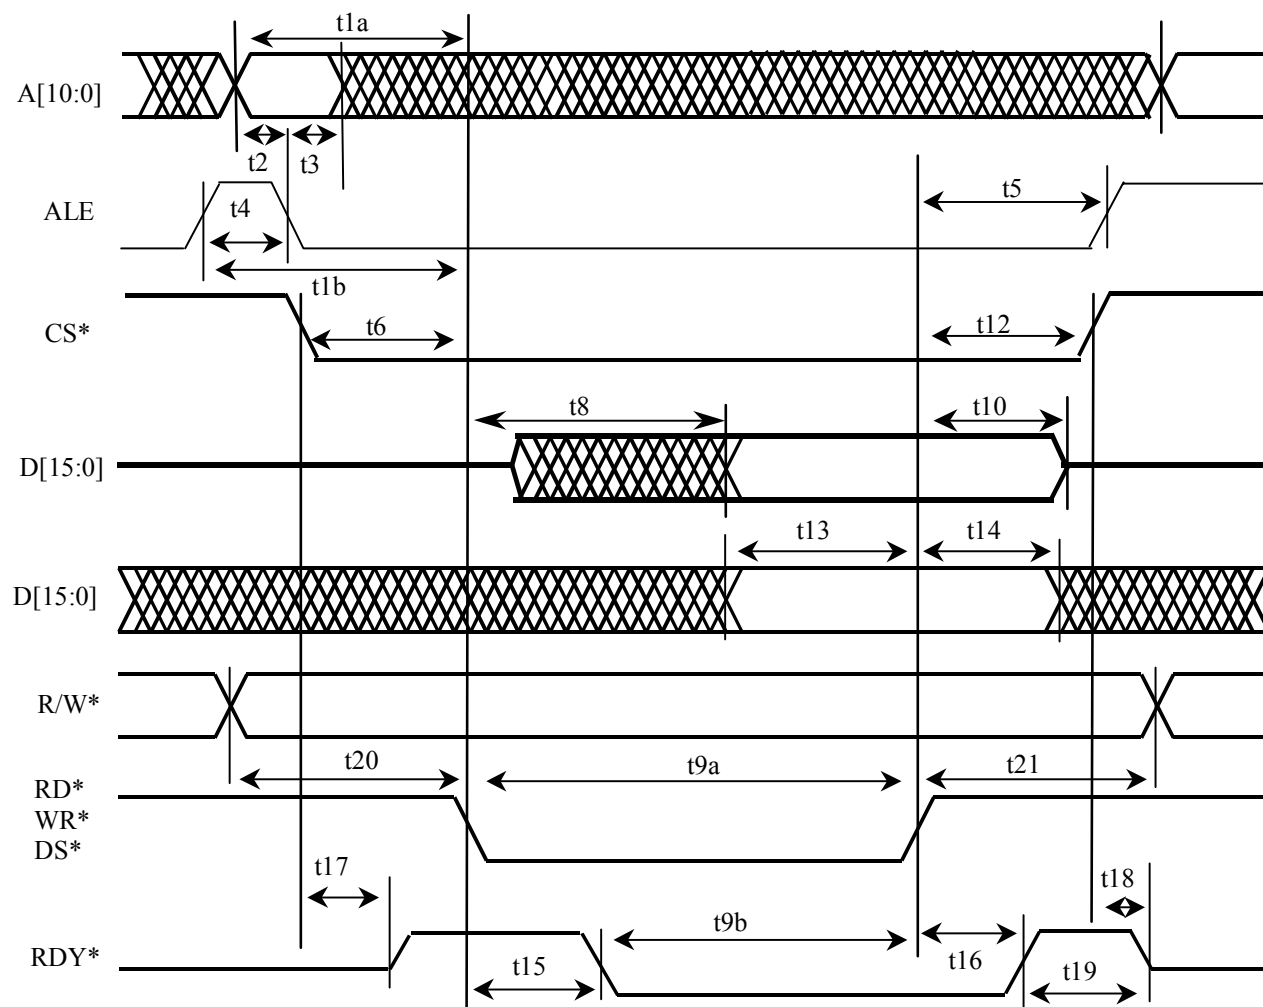 t1a
A[10:0]
t2 t3
ALE
t4
t5
t1b
CS*
t6
t12
t8
t10
D[15:0]
t13
t14
D[15:0]
R/W*
t20
t9a
t21
RD*
WR*
DS*
t17
t18
t9b
RDY*
t15
t16
t19